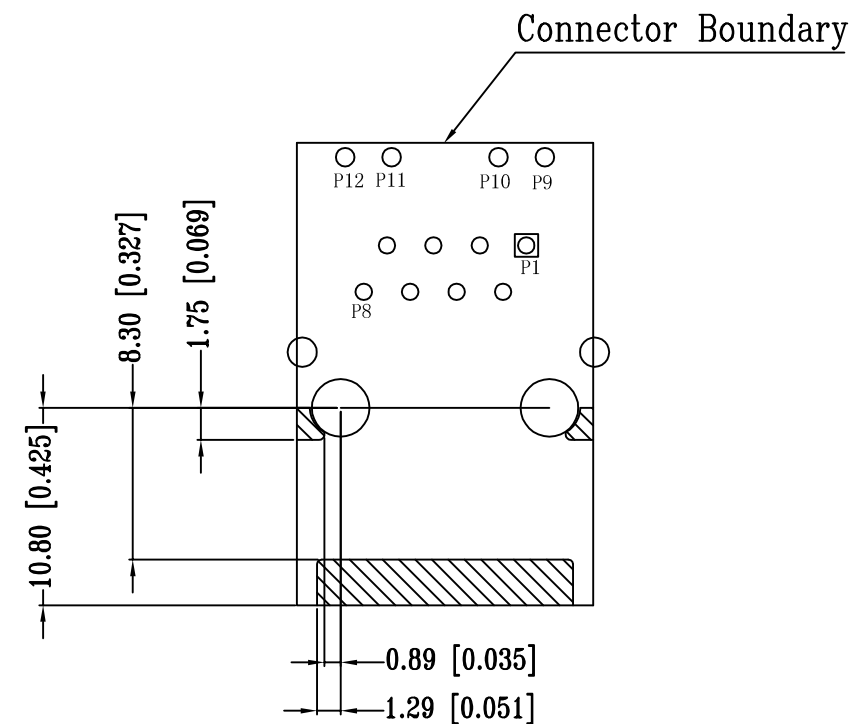 Connector Boundary
P12 P11 P10 P9
P1
P8
8.30 [0.327]
1.75 [0.069]
10.80 [0.425]
0.89 [0.035]
1.29 [0.051]